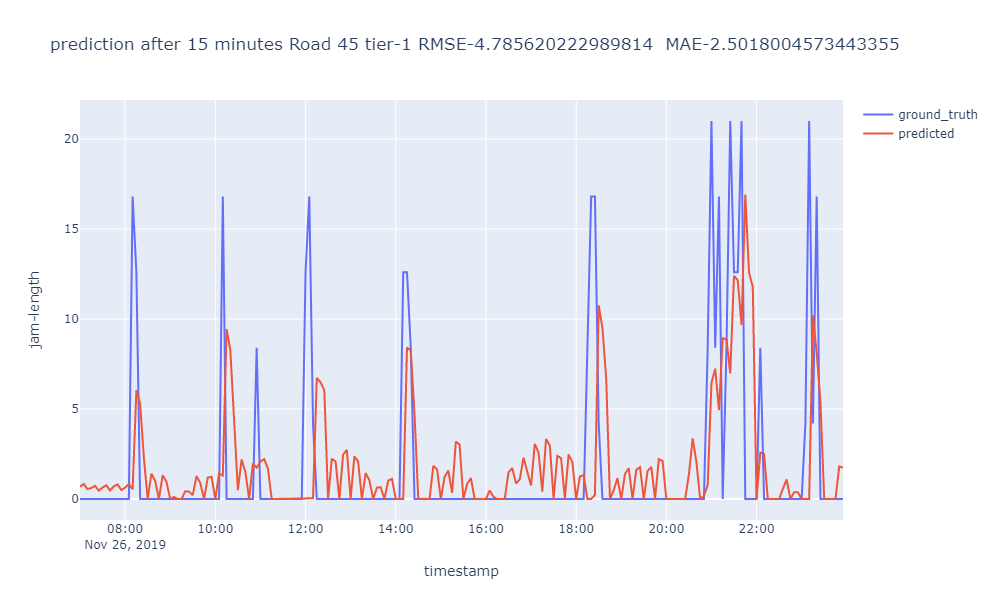 prediction after 15 minutes Road 45 tier-1 RMSE-4.785620222989814  MAE-2.5018004573443355
ground_truth
predicted
20
15
10
5
0
jam-length
08:00 10:00 12:00 14:00 16:00 18:00 20:00 22:00
Nov 26, 2019
timestamp